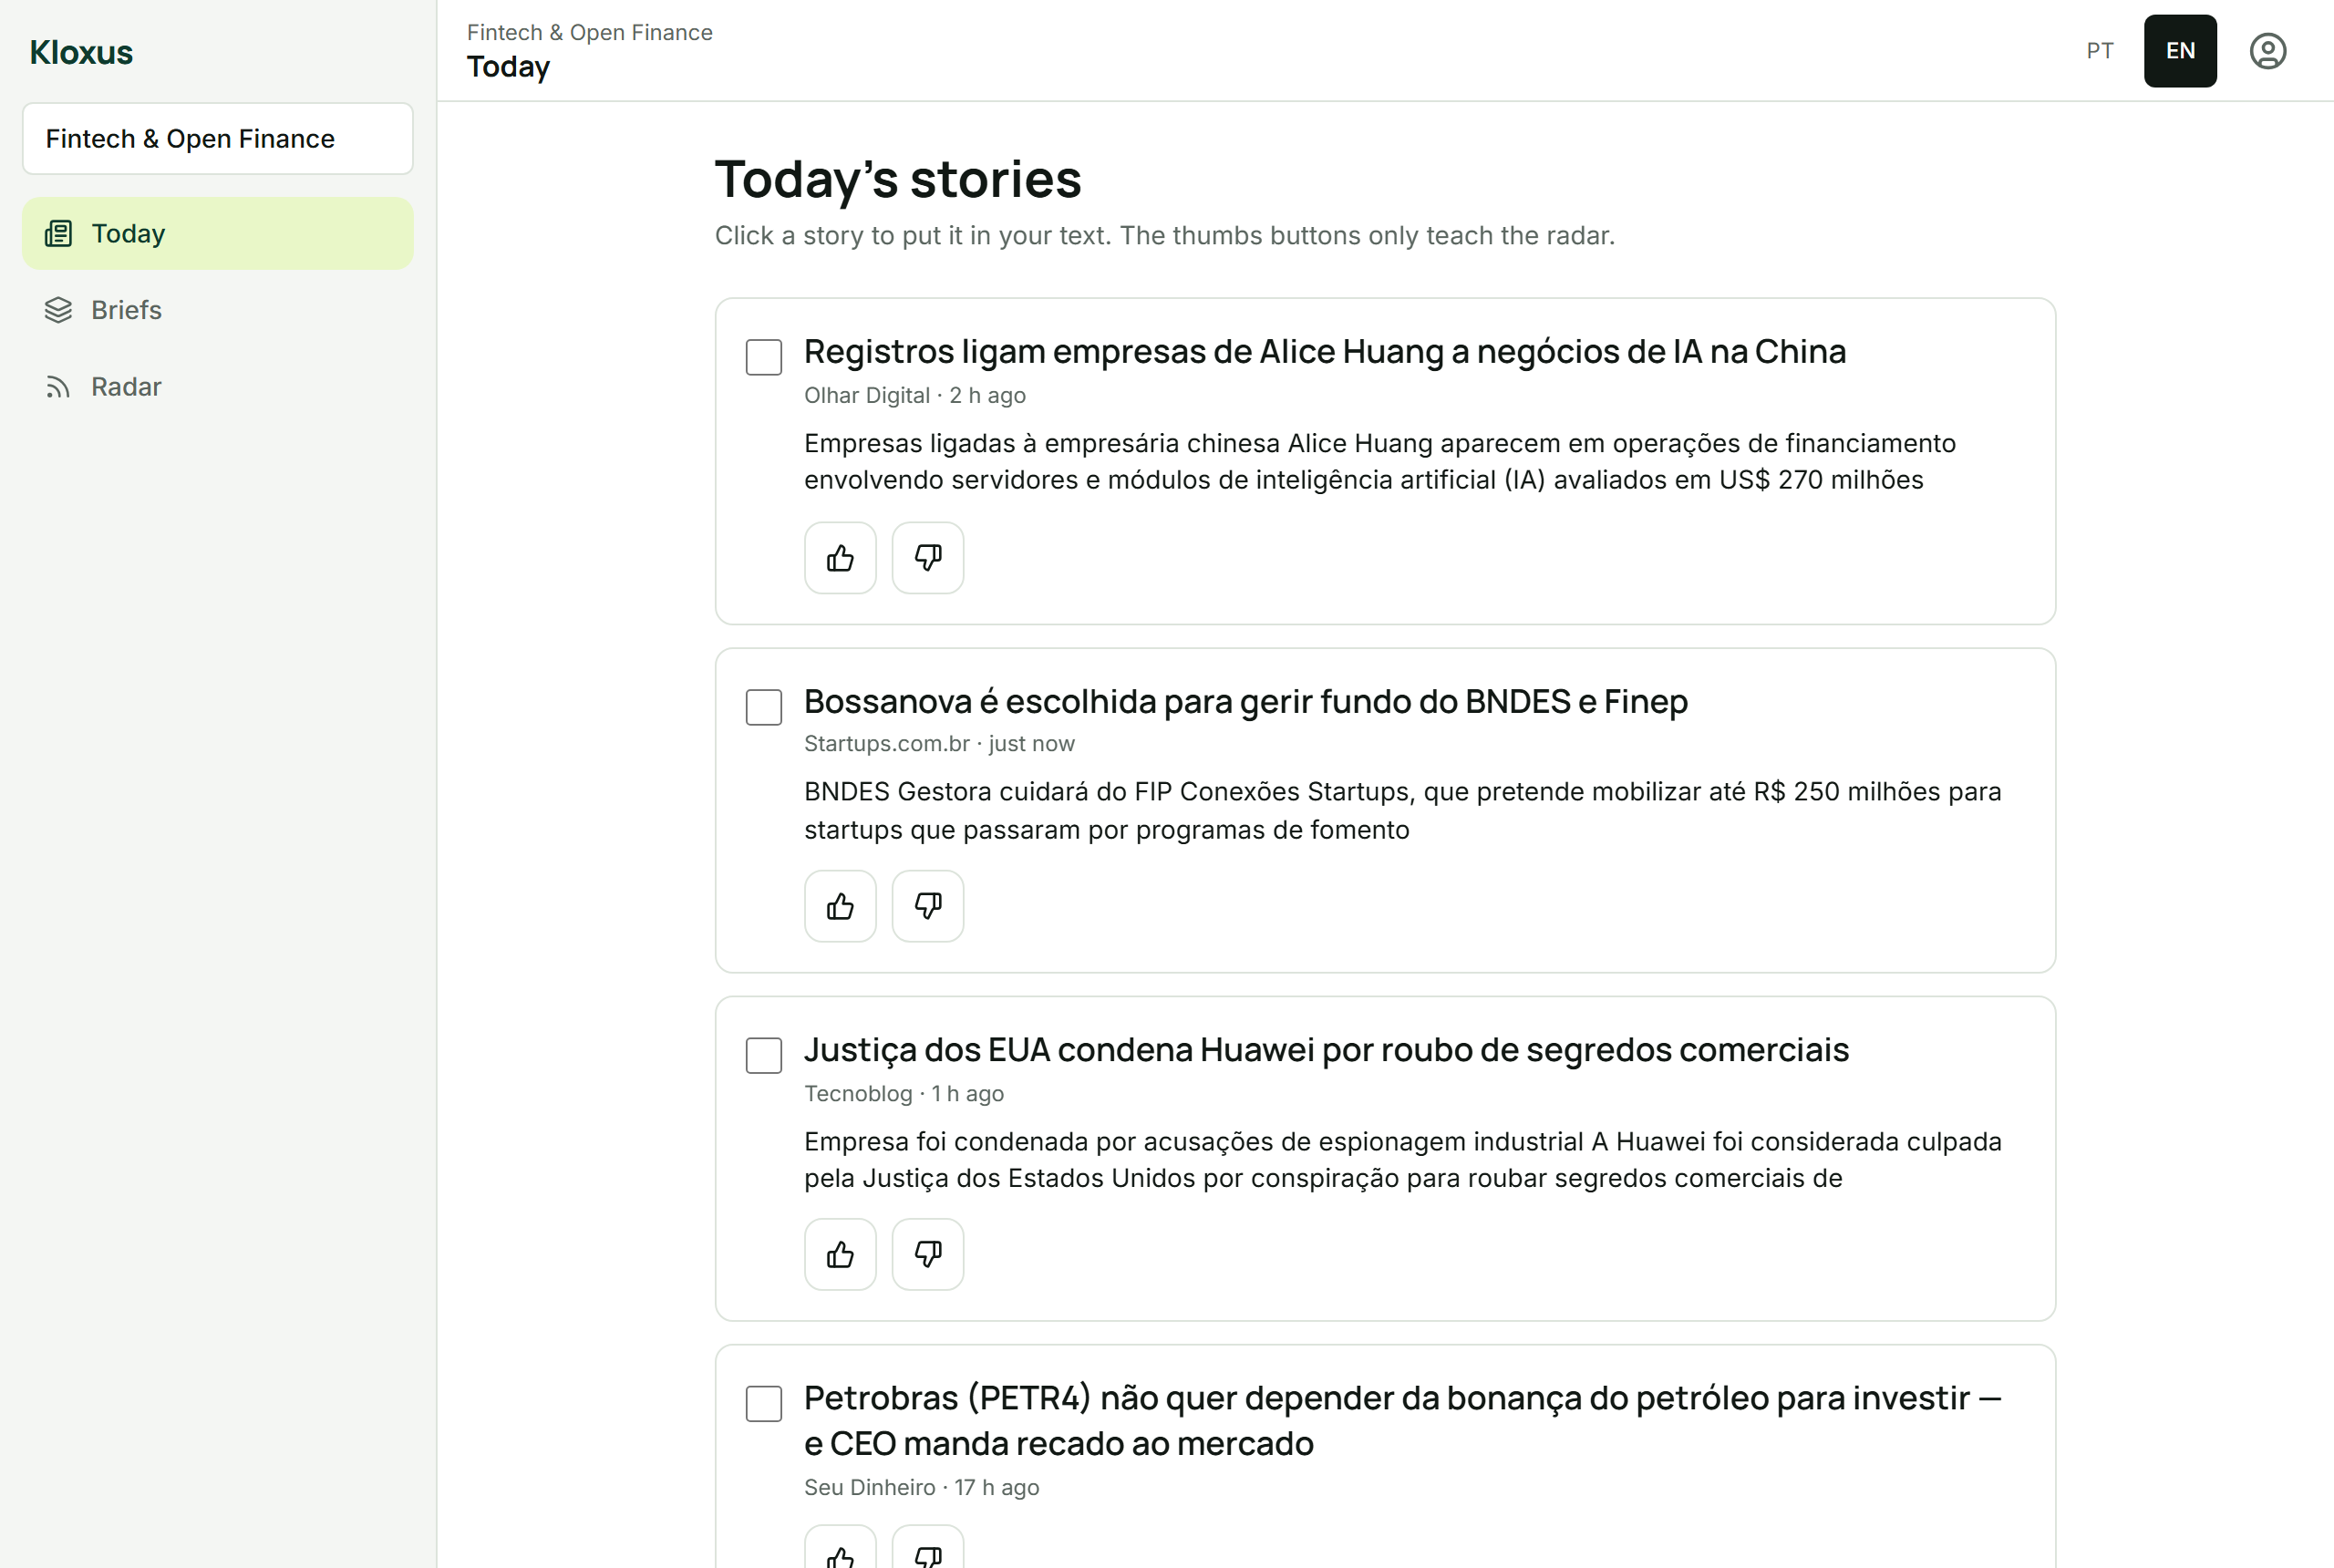 Kloxus
Fintech & Open Finance
Today
Briefs
Radar
Fintech & Open Finance
Today
PT
EN
Today’s stories
Click a story to put it in your text. The thumbs buttons only teach the radar.
Registros ligam empresas de Alice Huang a negócios de IA na China
Olhar Digital · 2 h ago
Empresas ligadas à empresária chinesa Alice Huang aparecem em operações de financiamento
envolvendo servidores e módulos de inteligência artificial (IA) avaliados em US$ 270 milhões
Bossanova é escolhida para gerir fundo do BNDES e Finep
Startups.com.br · just now
BNDES Gestora cuidará do FIP Conexões Startups, que pretende mobilizar até R$ 250 milhões para
startups que passaram por programas de fomento
Justiça dos EUA condena Huawei por roubo de segredos comerciais
Tecnoblog · 1 h ago
Empresa foi condenada por acusações de espionagem industrial A Huawei foi considerada culpada
pela Justiça dos Estados Unidos por conspiração para roubar segredos comerciais de
Petrobras (PETR4) não quer depender da bonança do petróleo para investir —
e CEO manda recado ao mercado
Seu Dinheiro · 17 h ago